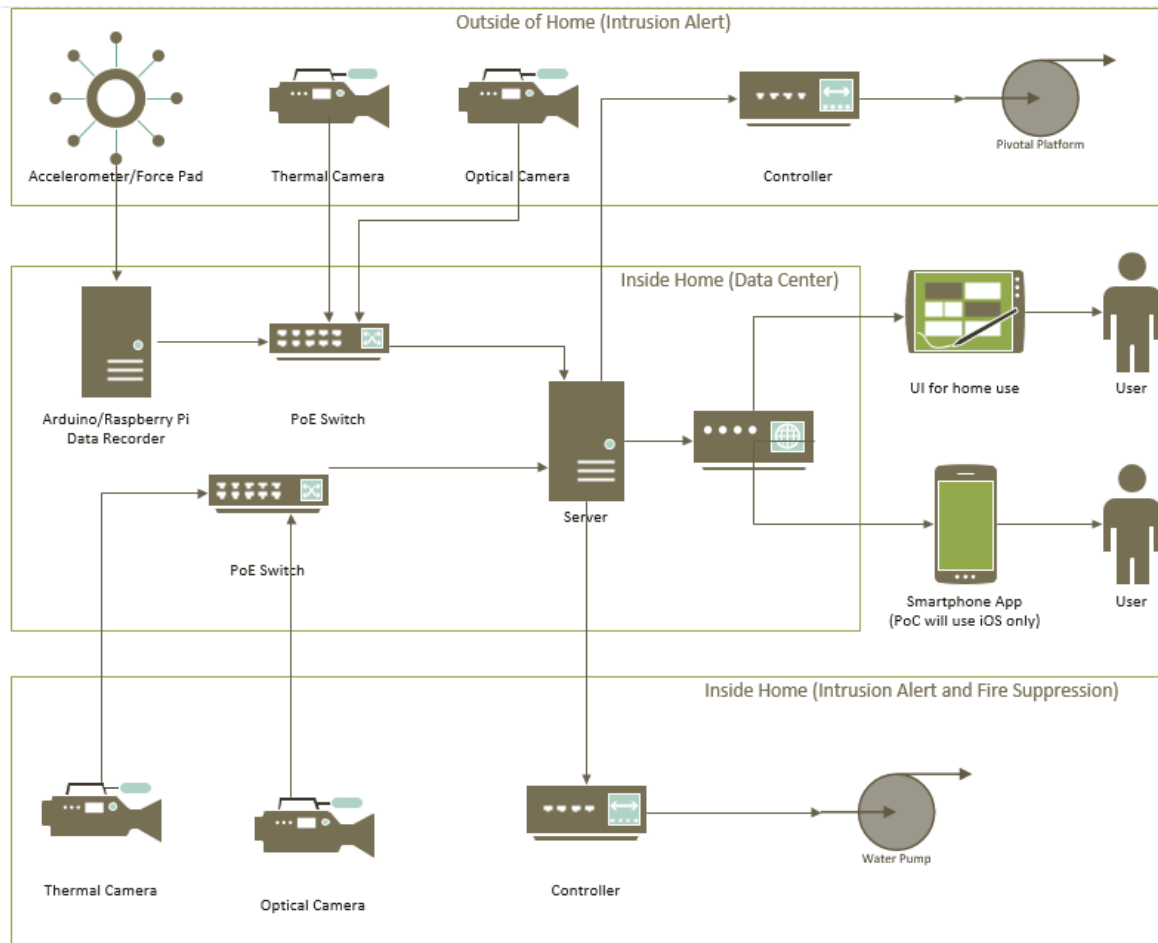 Outside of Home (Intrusion Alert)
Accelerometer/Force Pad
Thermal Camera
Optical Camera
Controller
Pivotal Platform
Inside Home (Data Center)
Arduino/Raspberry Pi
Data Recorder
PoE Switch
UI for home use
User
PoE Switch
Server
Smartphone App
(PoC will use iOS only)
User
Inside Home (Intrusion Alert and Fire Suppression)
Thermal Camera
Optical Camera
Controller
Water Pump